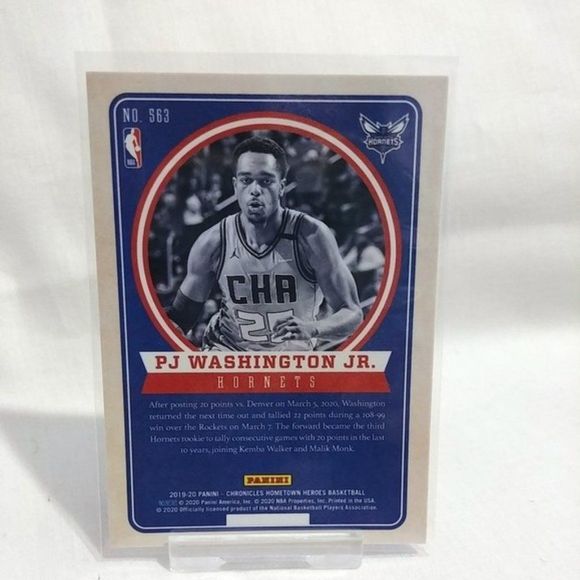 NO. 563
NBA
HORNETS
CHA
25
PJ WASHINGTON JR.
HORNETS
After posting 20 points vs. Denver on March 5, 2020, Washington
returned the next time out and tallied 22 points during a 108-99
win over the Rockets on March 7. The forward became the third
Hornets rookie to tally consecutive games with 20 points in the last
10 years, joining Kemba Walker and Malik Monk.
PANINI
2019-20 PANINI - CHRONICLES HOMETOWN HEROES BASKETBALL
© 2020 Panini America, Inc. © 2020 NBA Properties, Inc. Printed in the USA.
© 2020 Officially licensed product of the National Basketball Players Association.